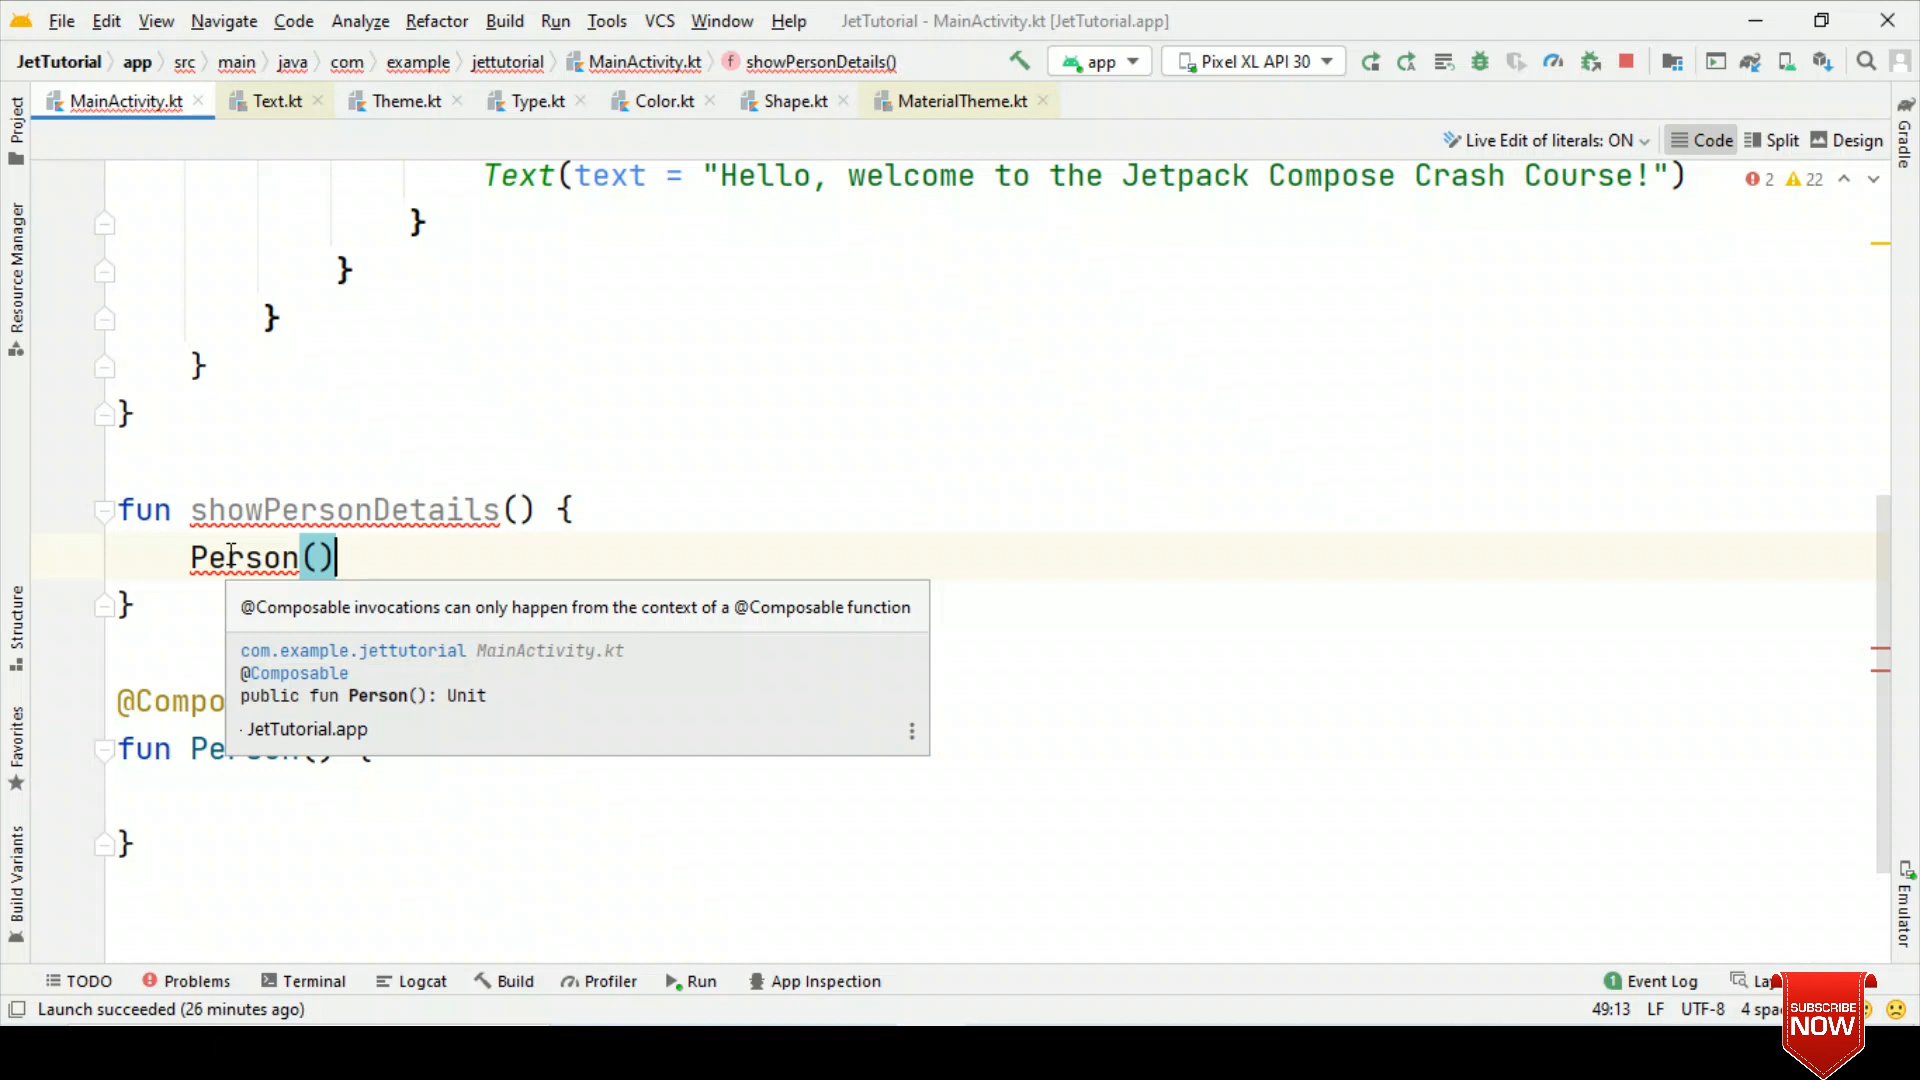 File Edit View Navigate Code Analyze Refactor Build Run Tools VCS Window Help JetTutorial - MainActivity.kt [JetTutorial.app]
JetTutorial app src main java com example jettutorial MainActivity.kt showPersonDetails() app Pixel XL API 30
MainActivity.kt Text.kt Theme.kt Type.kt Color.kt Shape.kt MaterialTheme.kt
Live Edit of literals: ON Code Split Design
Project
Resource Manager
Structure
Favorites
Build Variants
Gradle
Emulator
Text(text = "Hello, welcome to the Jetpack Compose Crash Course!")
2 22
}
}
}
}
}
fun showPersonDetails() {
Person()
}
@Composable invocations can only happen from the context of a @Composable function
com.example.jettutorial MainActivity.kt
@Composable
public fun Person(): Unit
· JetTutorial.app
@Compo
fun Person() {
}
TODO Problems Terminal Logcat Build Profiler Run App Inspection 1 Event Log
Launch succeeded (26 minutes ago) 49:13 LF UTF-8 4 spa
SUBSCRIBE
NOW